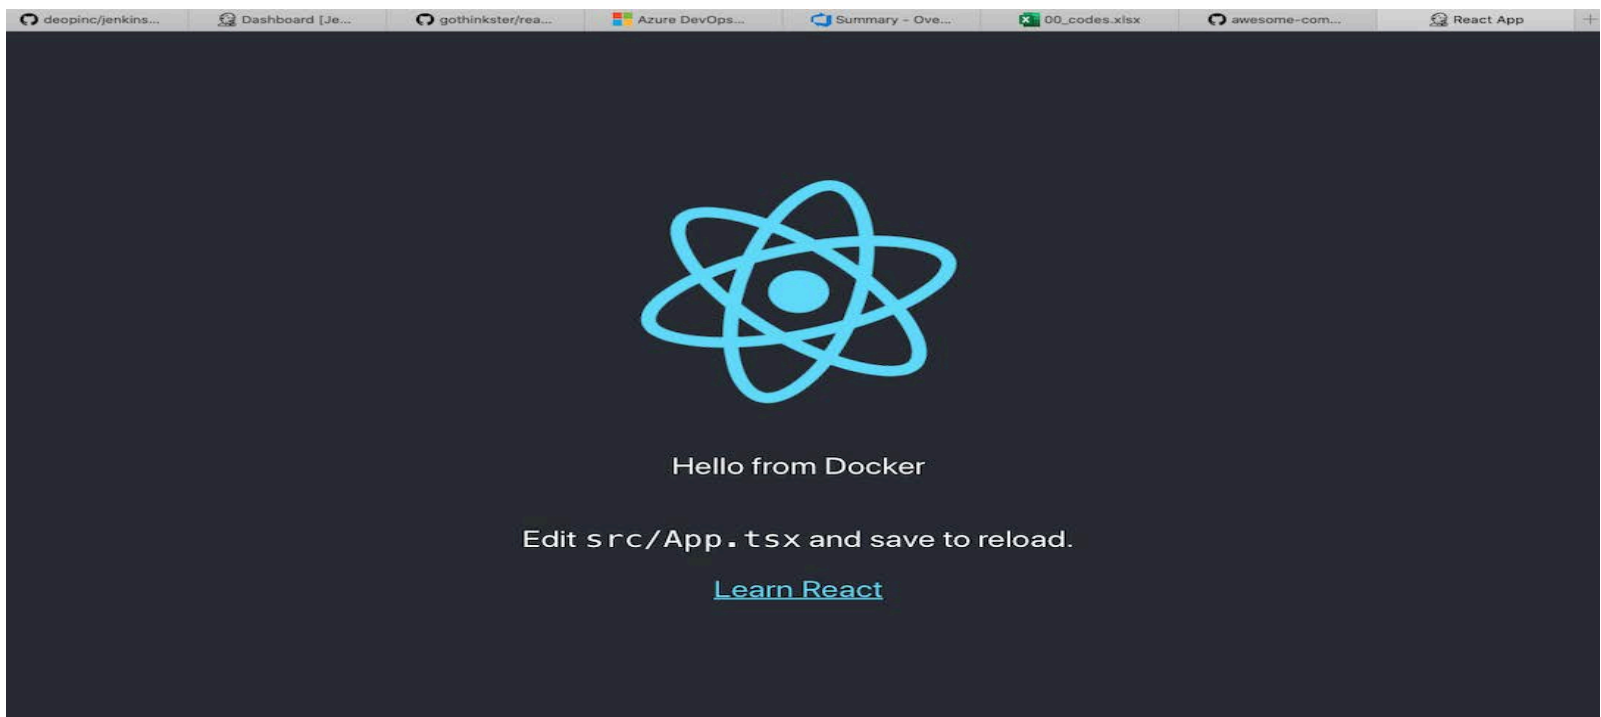 deopinc/jenkins...
Dashboard [Je...
gothinkster/rea...
Azure DevOps...
Summary - Ove...
00_codes.xlsx
awesome-com...
React App
Hello from Docker
Edit src/App.tsx and save to reload.
Learn React